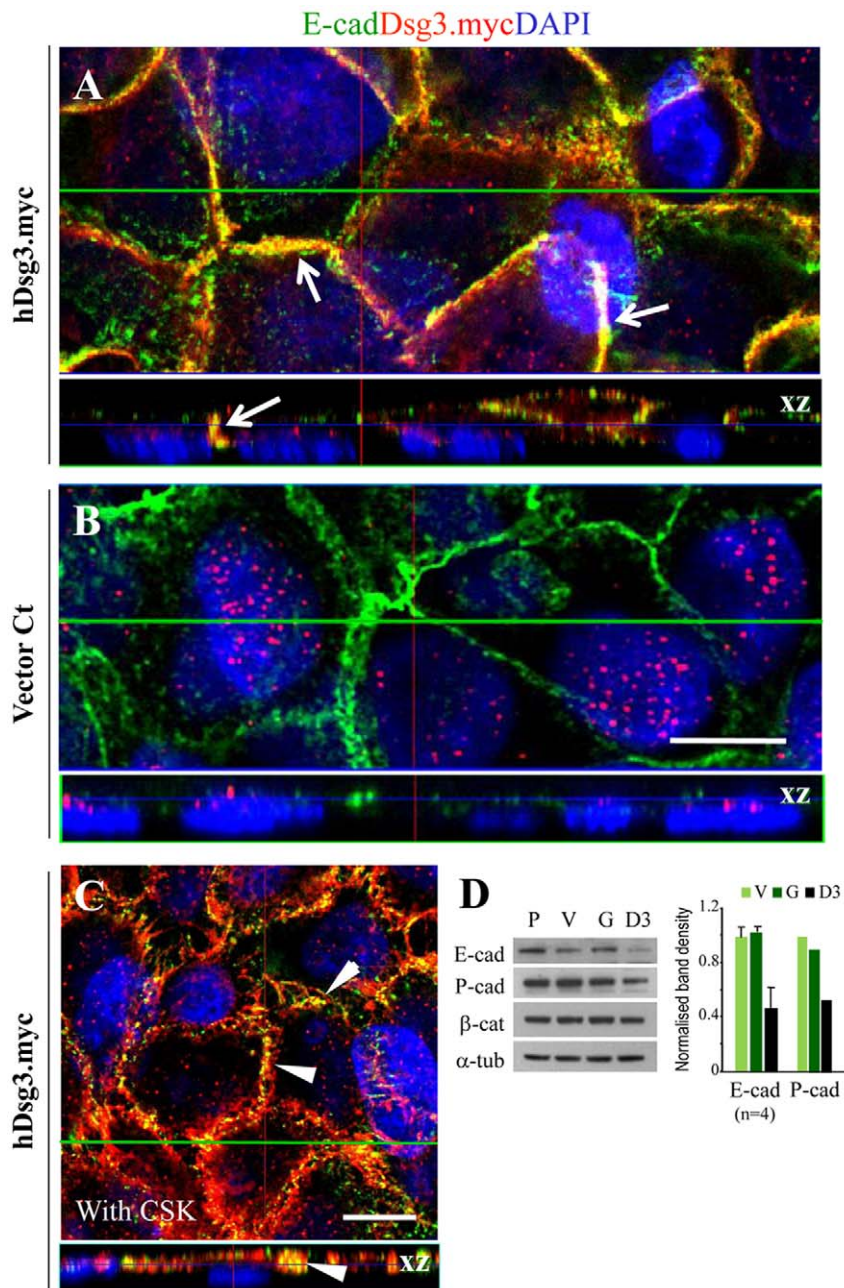 E-cadDsg3.mycDAPI
A
hDsg3.myc
xz
B
Vector Ct
xz
C
hDsg3.myc
With CSK
xz
D
P V G D3
E-cad
P-cad
β-cat
α-tub
V G D3
Normalised band density
1.2
0.8
0.4
0
E-cad P-cad
(n=4)